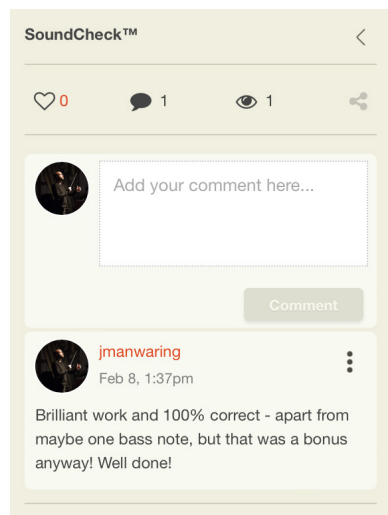 SoundCheck™
0 1 1
Add your comment here...
Comment
jmanwaring
Feb 8, 1:37pm
Brilliant work and 100% correct - apart from
maybe one bass note, but that was a bonus
anyway! Well done!